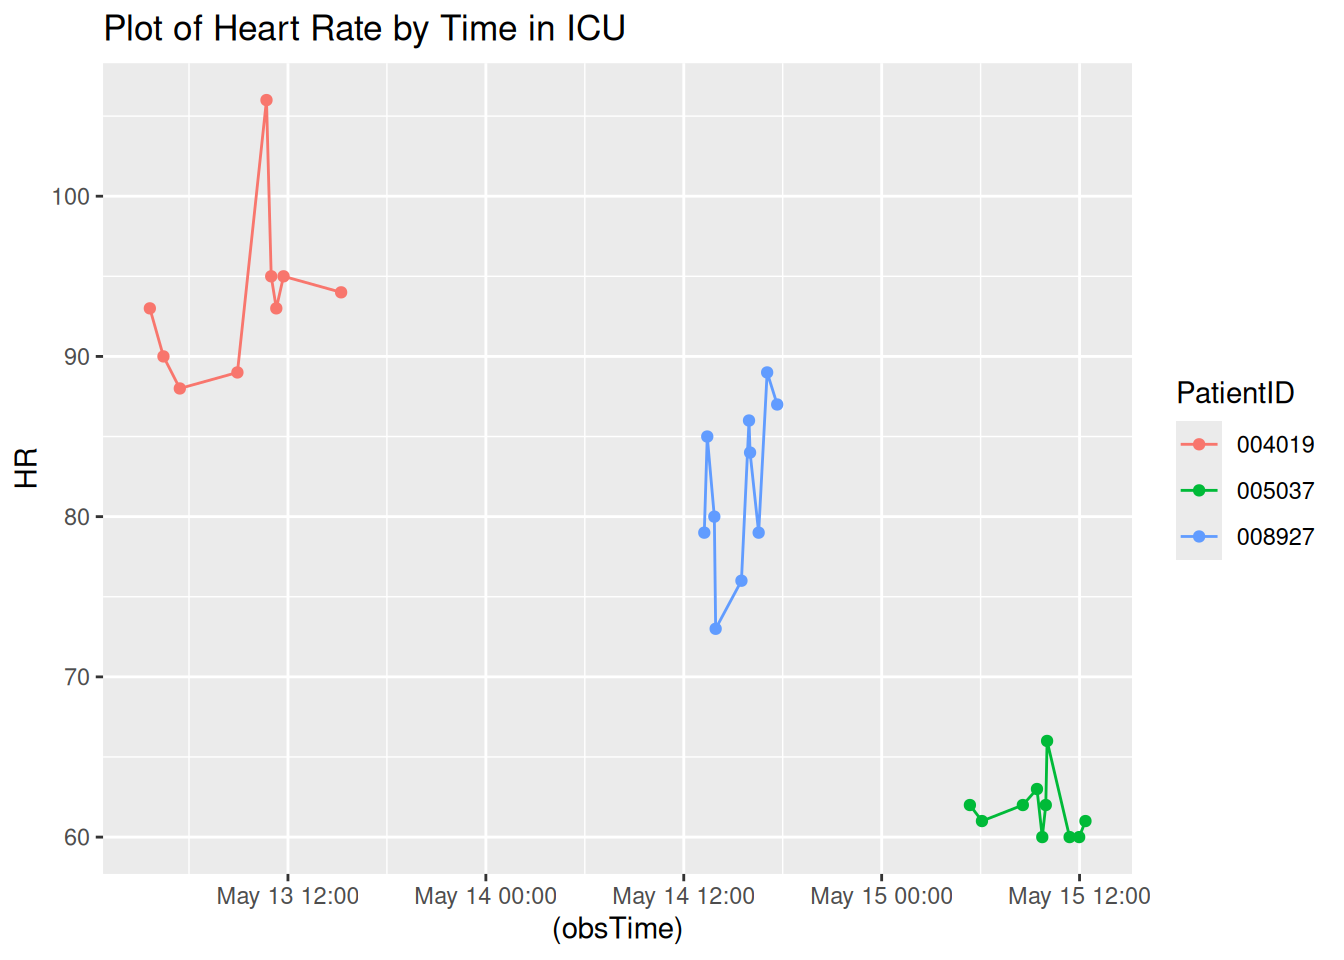 Plot of Heart Rate by Time in ICU
HR
100
90
80
70
60
May 13 12:00 May 14 00:00 May 14 12:00 May 15 00:00 May 15 12:00
(obsTime)
PatientID
004019
005037
008927